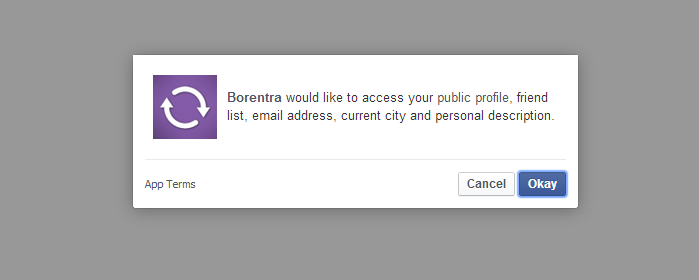 Borentra would like to access your public profile, friend
list, email address, current city and personal description.
App Terms
Cancel
Okay